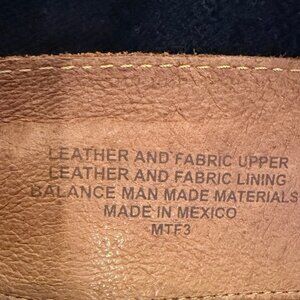 LEATHER AND FABRIC UPPER
LEATHER AND FABRIC LINING
BALANCE MAN MADE MATERIALS
MADE IN MEXICO
MTF3